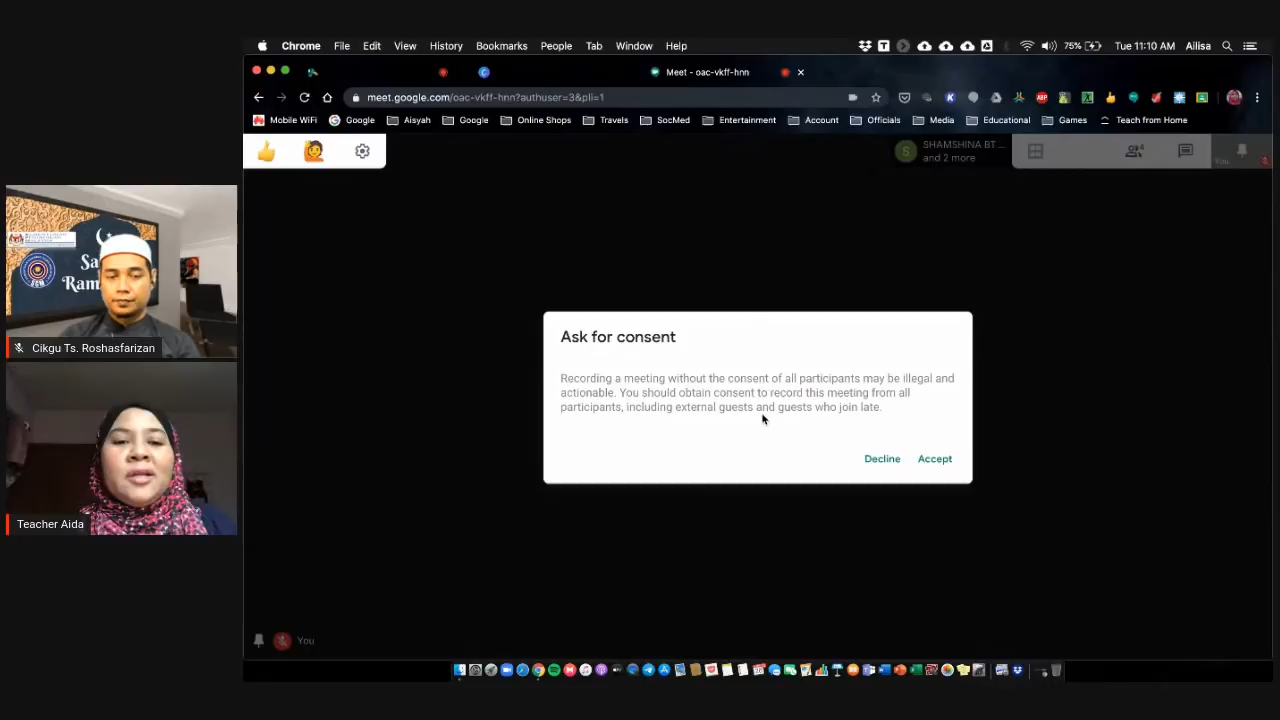 Chrome File Edit View History Bookmarks People Tab Window Help
75% Tue 11:10 AM Ailisa
Meet - oac-vkff-hnn
meet.google.com/oac-vkff-hnn?authuser=3&pli=1
Mobile WiFi Google Aisyah Google Online Shops Travels SocMed Entertainment Account Officials Media Educational Games Teach from Home
SHAMSHINA BT ...
and 2 more
You
Sa
Ram
Cikgu Ts. Roshasfarizan
Teacher Aida
Ask for consent
Recording a meeting without the consent of all participants may be illegal and
actionable. You should obtain consent to record this meeting from all
participants, including external guests and guests who join late.
Decline Accept
You